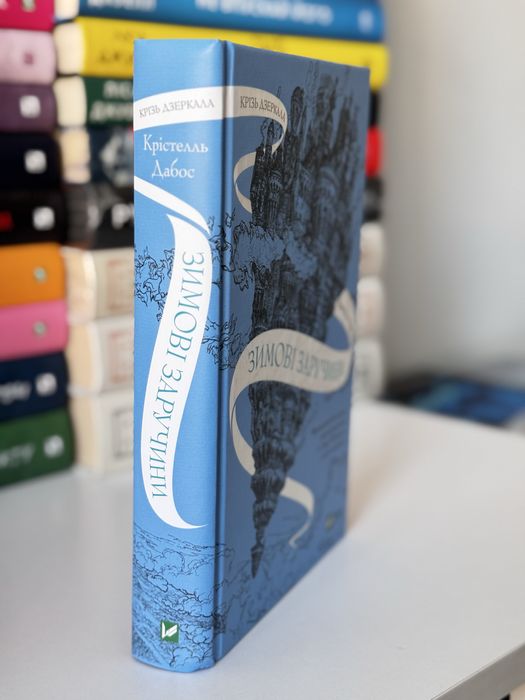 КРІЗЬ ДЗЕРКАЛА
Крістелль
Дабос
ЗИМОВІ ЗАРУЧИНИ
КРІЗЬ ДЗЕРКАЛА
ЗИМОВІ ЗАРУЧИНИ